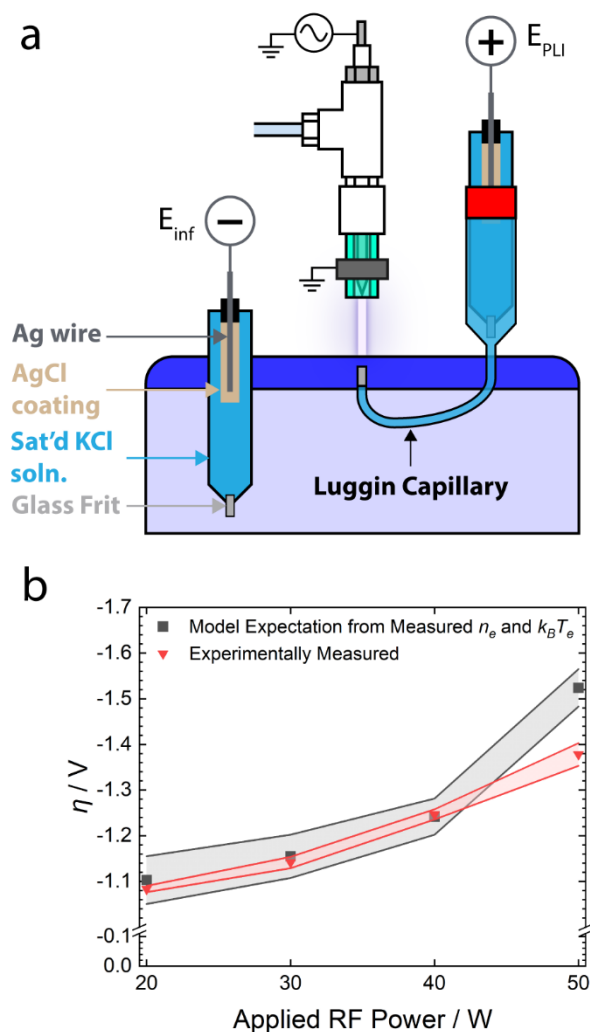 a
+
E_PLI
E_inf
−
Ag wire
AgCl
coating
Sat'd KCl
soln.
Glass Frit
Luggin Capillary
b
-1.7
-1.6
-1.5
-1.4
-1.3
-1.2
-1.1
-0.1
0.0
η / V
Model Expectation from Measured n_e and k_BT_e
Experimentally Measured
20
30
40
50
Applied RF Power / W